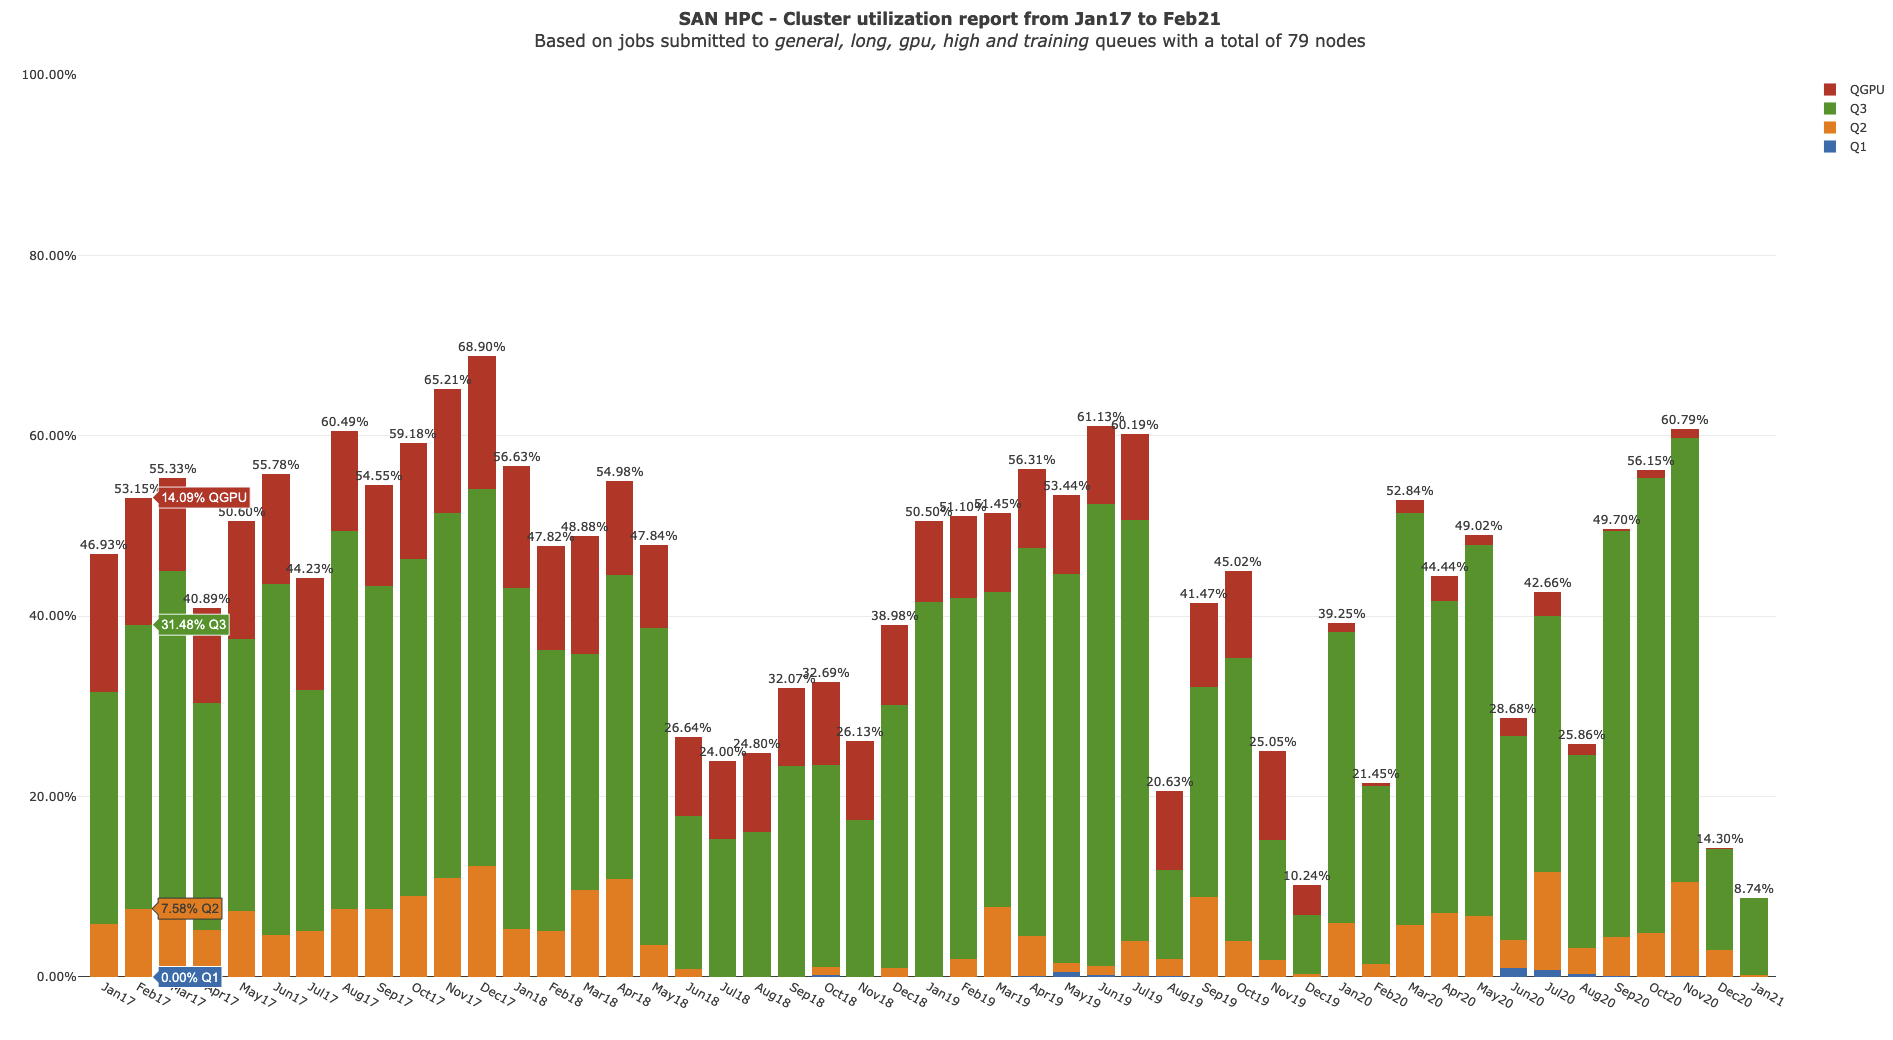 SAN HPC - Cluster utilization report from Jan17 to Feb21
Based on jobs submitted to general, long, gpu, high and training queues with a total of 79 nodes
100.00%
80.00%
60.00%
40.00%
20.00%
0.00%
QGPU
Q3
Q2
Q1
46.93%
53.15%
55.33%
40.89%
50.60%
55.78%
44.23%
60.49%
54.55%
59.18%
65.21%
68.90%
56.63%
47.82%
48.88%
54.98%
47.84%
26.64%
24.00%
24.80%
32.07%
32.69%
26.13%
38.98%
50.50%
51.10%
51.45%
56.31%
53.44%
61.13%
60.19%
20.63%
41.47%
45.02%
25.05%
10.24%
39.25%
21.45%
52.84%
44.44%
49.02%
28.68%
42.66%
25.86%
49.70%
56.15%
60.79%
14.30%
8.74%
14.09% QGPU
31.48% Q3
7.58% Q2
0.00% Q1
Jan17
Feb17
Mar17
Apr17
May17
Jun17
Jul17
Aug17
Sep17
Oct17
Nov17
Dec17
Jan18
Feb18
Mar18
Apr18
May18
Jun18
Jul18
Aug18
Sep18
Oct18
Nov18
Dec18
Jan19
Feb19
Mar19
Apr19
May19
Jun19
Jul19
Aug19
Sep19
Oct19
Nov19
Dec19
Jan20
Feb20
Mar20
Apr20
May20
Jun20
Jul20
Aug20
Sep20
Oct20
Nov20
Dec20
Jan21